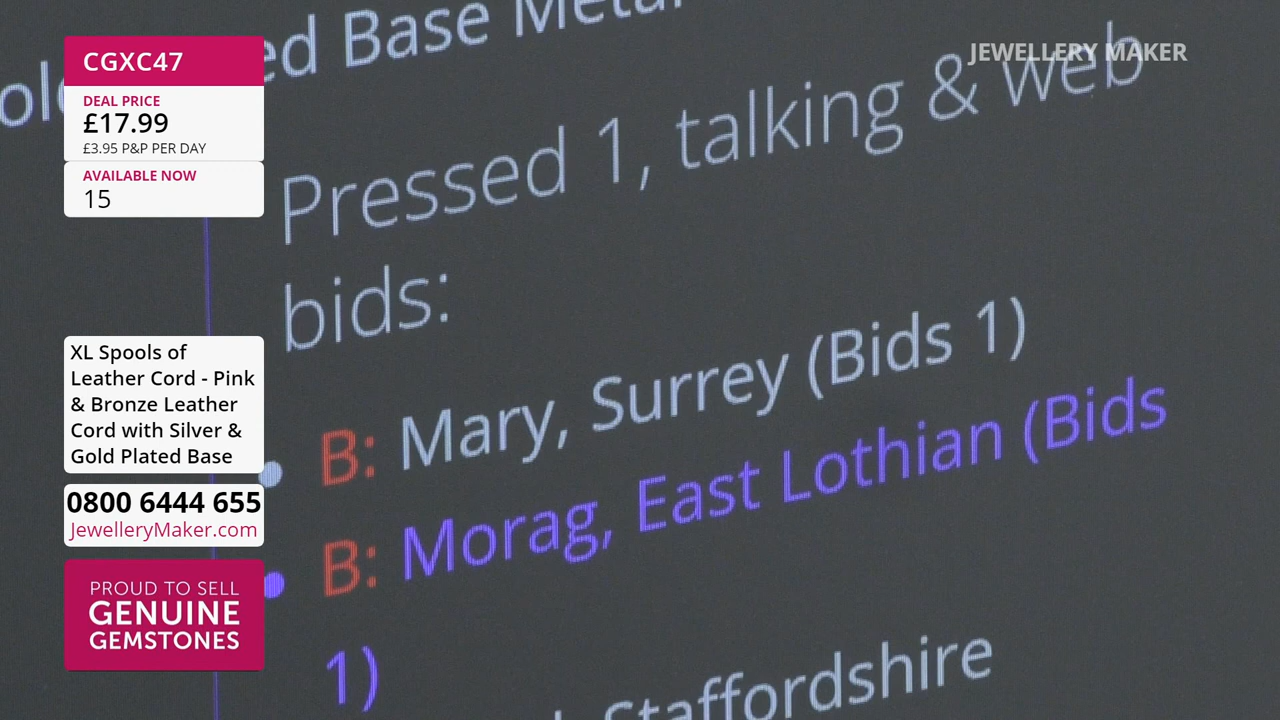 CGXC47
DEAL PRICE
£17.99
£3.95 P&P PER DAY
AVAILABLE NOW
15
XL Spools of
Leather Cord - Pink
& Bronze Leather
Cord with Silver &
Gold Plated Base
0800 6444 655
JewelleryMaker.com
PROUD TO SELL
GENUINE
GEMSTONES
JEWELLERY MAKER
ed Base Metal
Pressed 1, talking & web
bids:
B: Mary, Surrey (Bids 1)
B: Morag, East Lothian (Bids
1)
Staffordshire